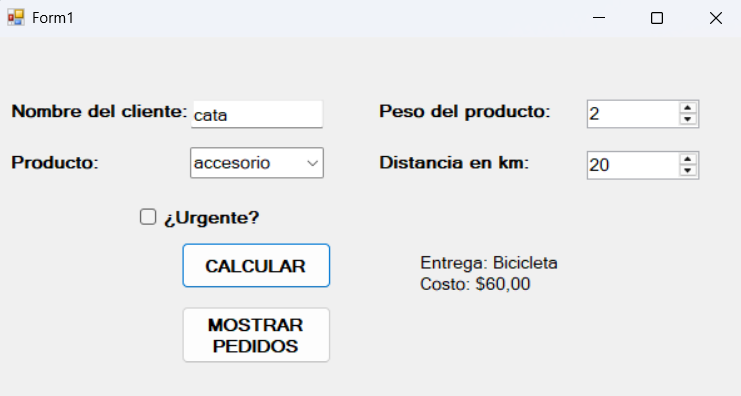 Form1
Nombre del cliente: cata
Peso del producto: 2
Producto: accesorio
Distancia en km: 20
¿Urgente?
CALCULAR
Entrega: Bicicleta
Costo: $60,00
MOSTRAR
PEDIDOS